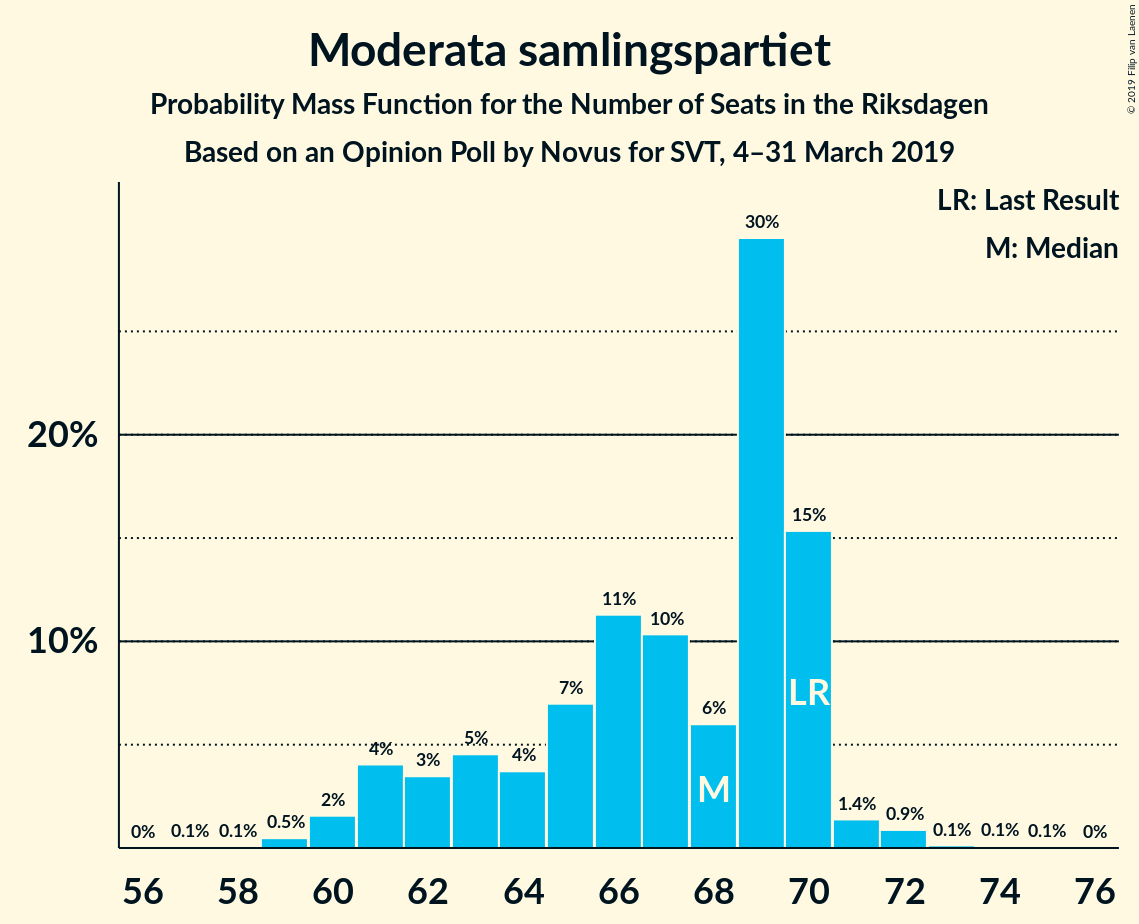 Moderata samlingspartiet
Probability Mass Function for the Number of Seats in the Riksdagen
Based on an Opinion Poll by Novus for SVT, 4–31 March 2019
© 2019 Filip van Laenen
LR: Last Result
M: Median
20%
10%
0%
0.1%
0.1%
0.5%
2%
4%
3%
5%
4%
7%
11%
10%
6%
30%
15%
1.4%
0.9%
0.1%
0.1%
0.1%
0%
M
LR
56 58 60 62 64 66 68 70 72 74 76